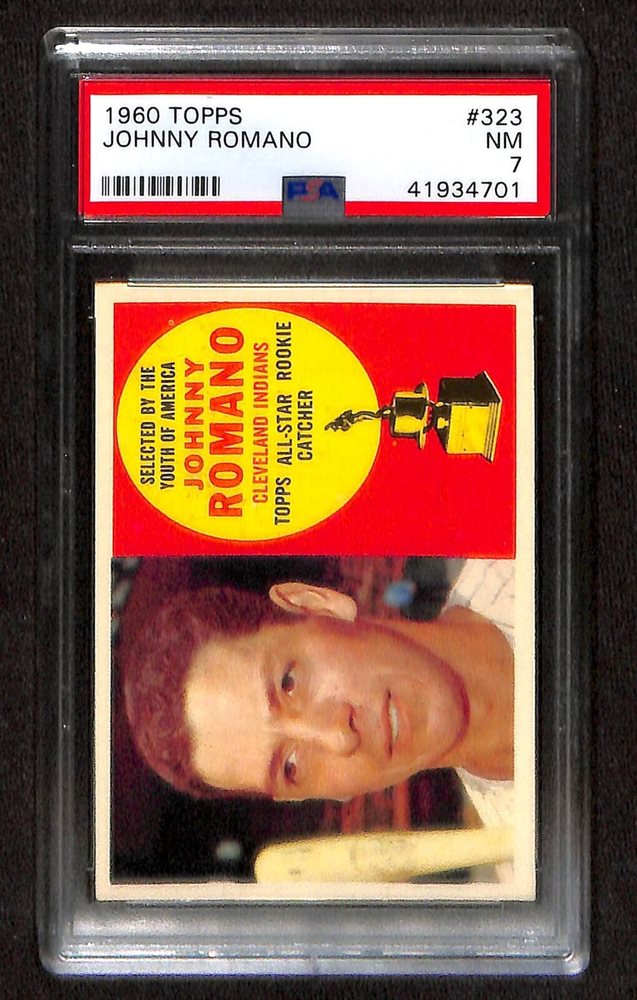 1960 TOPPS #323
JOHNNY ROMANO NM
7
41934701
PSA
SELECTED BY THE
YOUTH OF AMERICA
JOHNNY
ROMANO
CLEVELAND INDIANS
TOPPS ALL-STAR ROOKIE
CATCHER